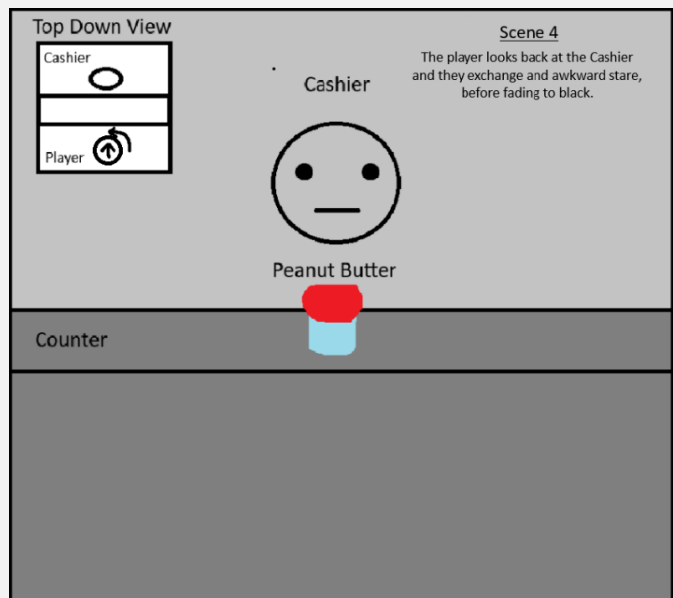 Top Down View
Cashier
Player
Scene 4
The player looks back at the Cashier
and they exchange and awkward stare,
before fading to black.
Cashier
Peanut Butter
Counter